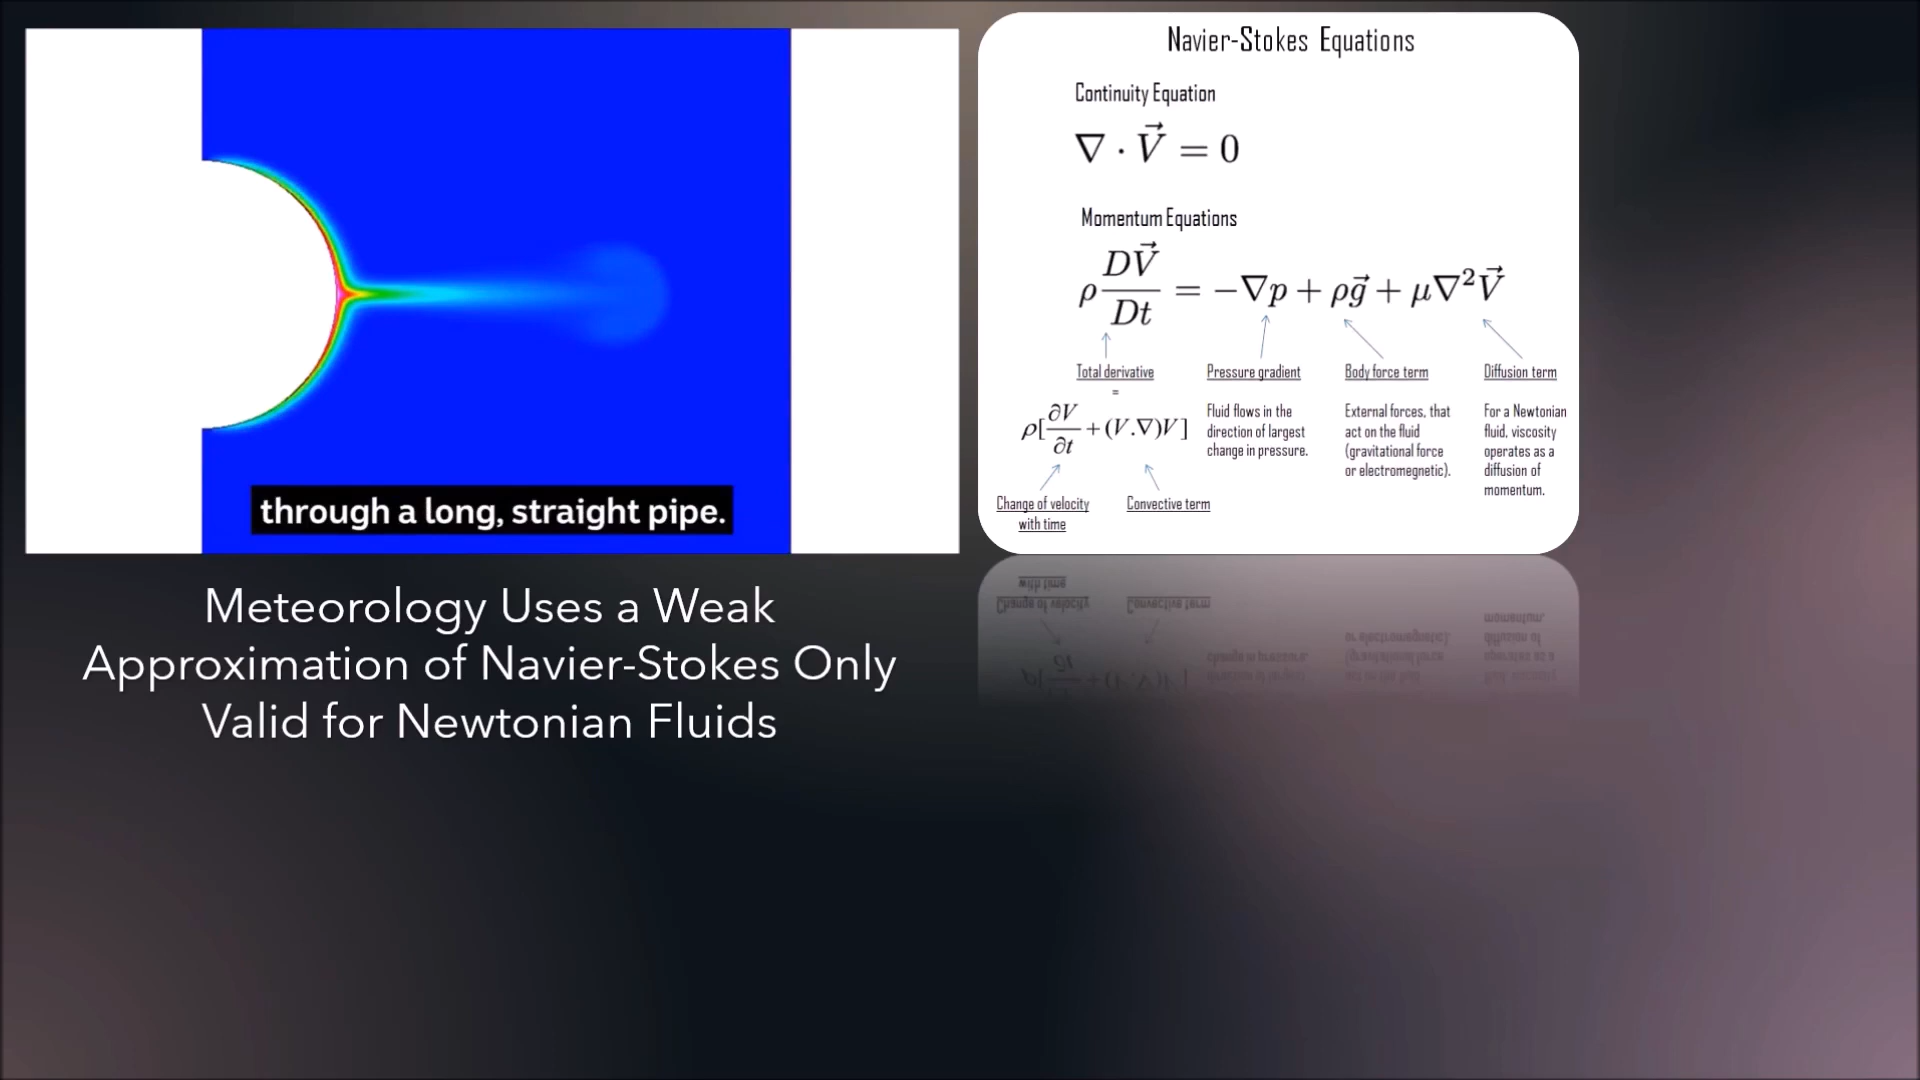 through a long, straight pipe.
Meteorology Uses a Weak
Approximation of Navier-Stokes Only
Valid for Newtonian Fluids
Navier-Stokes Equations
Continuity Equation
∇ · V⃗ = 0
Momentum Equations
ρ DV⃗/Dt = −∇p + ρg⃗ + μ∇²V⃗
Total derivative
=
ρ[∂V/∂t + (V.∇)V]
Change of velocity
with time
Convective term
Pressure gradient
Fluid flows in the
direction of largest
change in pressure.
Body force term
External forces, that
act on the fluid
(gravitational force
or electromegnetic).
Diffusion term
For a Newtonian
fluid, viscosity
operates as a
diffusion of
momentum.